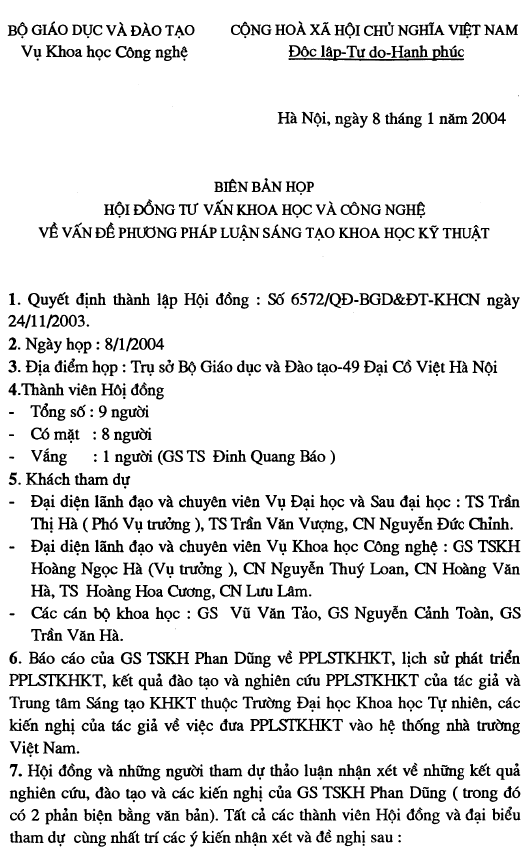 BỘ GIÁO DỤC VÀ ĐÀO TẠO CỘNG HOÀ XÃ HỘI CHỦ NGHĨA VIỆT NAM
Vụ Khoa học Công nghệ Độc lập-Tự do-Hạnh phúc
Hà Nội, ngày 8 tháng 1 năm 2004
BIÊN BẢN HỌP
HỘI ĐỒNG TƯ VẤN KHOA HỌC VÀ CÔNG NGHỆ
VỀ VẤN ĐỀ PHƯƠNG PHÁP LUẬN SÁNG TẠO KHOA HỌC KỸ THUẬT
1. Quyết định thành lập Hội đồng : Số 6572/QĐ-BGD&ĐT-KHCN ngày
24/11/2003.
2. Ngày họp : 8/1/2004
3. Địa điểm họp : Trụ sở Bộ Giáo dục và Đào tạo-49 Đại Cồ Việt Hà Nội
4.Thành viên Hôị đồng
- Tổng số : 9 người
- Có mặt : 8 người
- Vắng : 1 người (GS TS Đinh Quang Báo )
5. Khách tham dự
- Đại diện lãnh đạo và chuyên viên Vụ Đại học và Sau đại học : TS Trần
Thị Hà ( Phó Vụ trưởng ), TS Trần Văn Vượng, CN Nguyễn Đức Chỉnh.
- Đại diện lãnh đạo và chuyên viên Vụ Khoa học Công nghệ : GS TSKH
Hoàng Ngọc Hà (Vụ trưởng ), CN Nguyễn Thuý Loan, CN Hoàng Văn
Hà, TS Hoàng Hoa Cương, CN Lưu Lâm.
- Các cán bộ khoa học : GS Vũ Văn Tảo, GS Nguyễn Cảnh Toàn, GS
Trần Văn Hà.
6. Báo cáo của GS TSKH Phan Dũng về PPLSTKHKT, lịch sử phát triển
PPLSTKHKT, kết quả đào tạo và nghiên cứu PPLSTKHKT của tác giả và
Trung tâm Sáng tạo KHKT thuộc Trường Đại học Khoa học Tự nhiên, các
kiến nghị của tác giả về việc đưa PPLSTKHKT vào hệ thống nhà trường
Việt Nam.
7. Hội đồng và những người tham dự thảo luận nhận xét về những kết quả
nghiên cứu, đào tạo và các kiến nghị của GS TSKH Phan Dũng ( trong đó
có 2 phản biện bằng văn bản). Tất cả các thành viên Hội đồng và đại biểu
tham dự cùng nhất trí các ý kiến nhận xét và đề nghị sau :